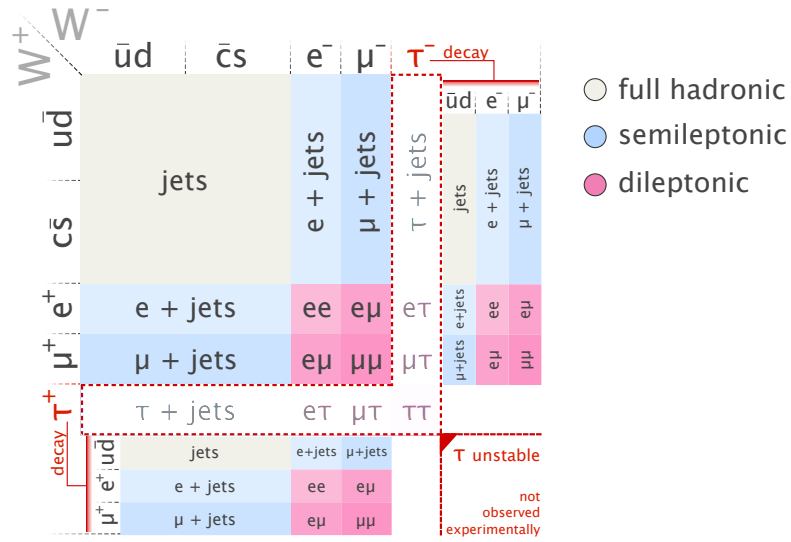 W⁻
W⁺
ūd c̄s e⁻ μ⁻ τ⁻ decay
ūd e⁻ μ⁻
full hadronic
semileptonic
dileptonic
ud̄
cs̄
jets
e + jets
μ + jets
τ + jets
jets
e + jets
μ + jets
e⁺ e + jets ee eμ eτ e+jets ee eμ
μ⁺ μ + jets eμ μμ μτ μ+jets eμ μμ
τ⁺ τ + jets eτ μτ ττ
decay
ud̄ jets e+jets μ+jets
e⁺ e + jets ee eμ
μ⁺ μ + jets eμ μμ
τ unstable
not
observed
experimentally